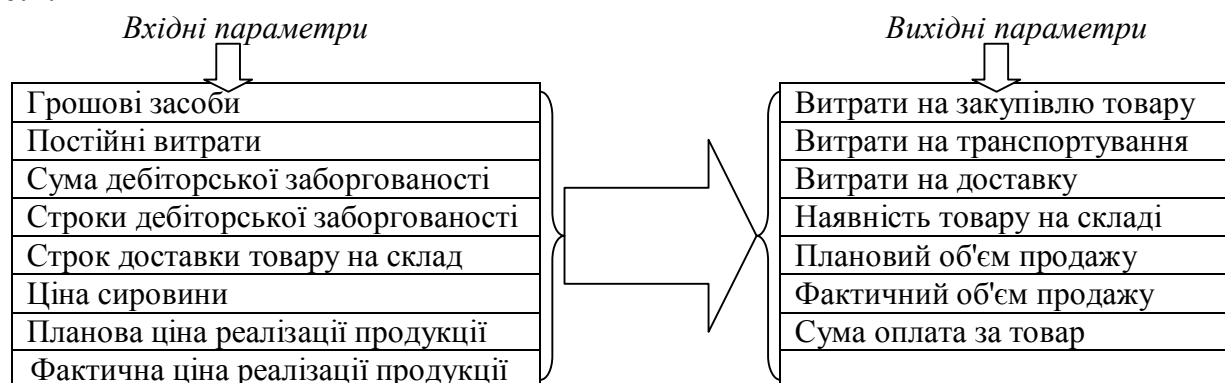 Вхідні параметри
Грошові засоби
Постійні витрати
Сума дебіторської заборгованості
Строки дебіторської заборгованості
Строк доставки товару на склад
Ціна сировини
Планова ціна реалізації продукції
Фактична ціна реалізації продукції
Вихідні параметри
Витрати на закупівлю товару
Витрати на транспортування
Витрати на доставку
Наявність товару на складі
Плановий об'єм продажу
Фактичний об'єм продажу
Сума оплата за товар